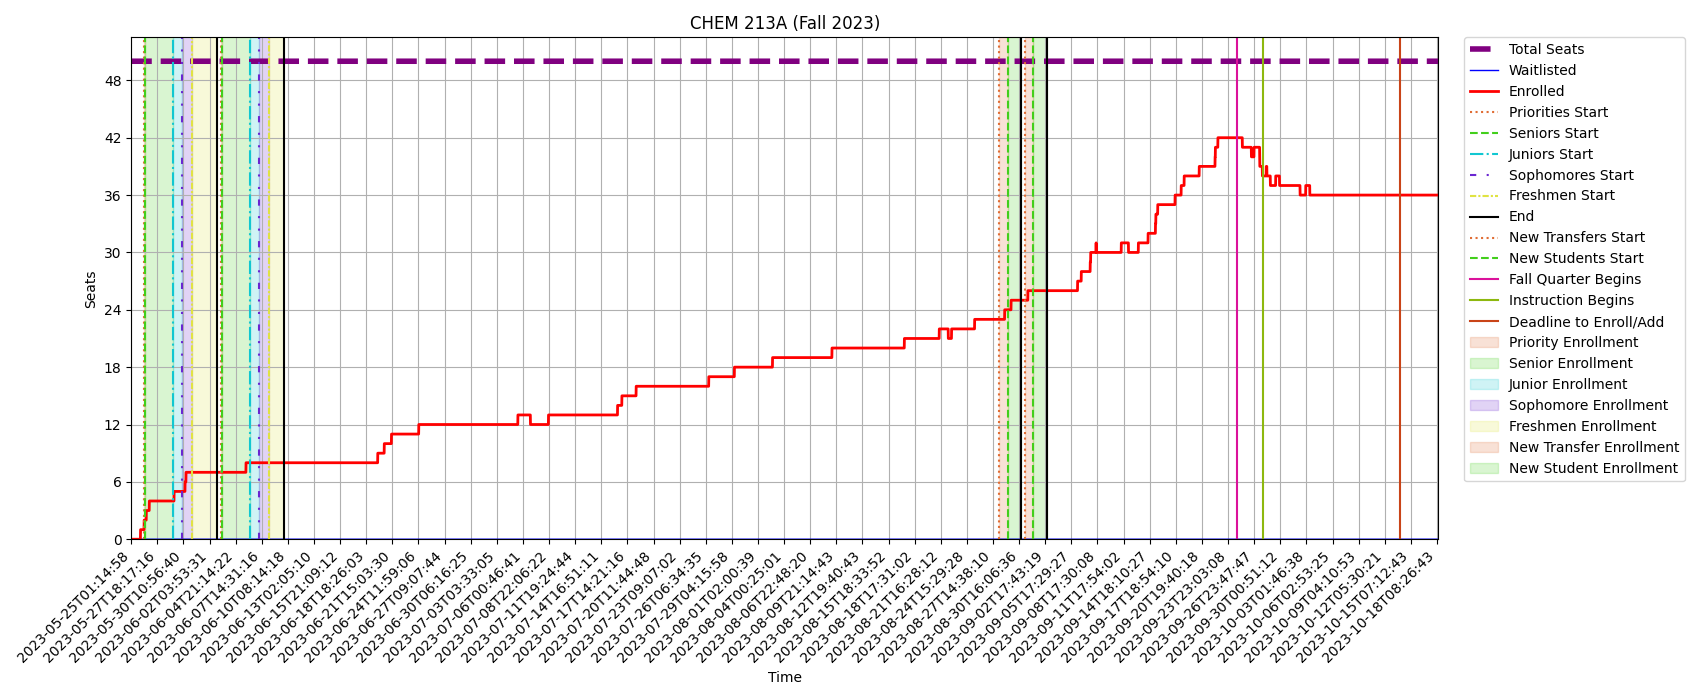 CHEM 213A (Fall 2023)
Seats
48
42
36
30
24
18
12
6
0
2023-05-25T01:14:58
2023-05-27T18:17:16
2023-05-30T10:56:40
2023-06-02T03:53:31
2023-06-04T21:14:22
2023-06-07T14:31:16
2023-06-10T08:14:18
2023-06-13T02:05:10
2023-06-15T21:09:12
2023-06-18T18:26:03
2023-06-21T15:03:30
2023-06-24T11:59:06
2023-06-27T09:07:44
2023-06-30T06:16:25
2023-07-03T03:33:05
2023-07-06T00:46:41
2023-07-08T22:06:22
2023-07-11T19:24:44
2023-07-14T16:51:11
2023-07-17T14:21:16
2023-07-20T11:44:48
2023-07-23T09:07:02
2023-07-26T06:34:35
2023-07-29T04:15:58
2023-08-01T02:00:39
2023-08-04T00:25:01
2023-08-06T22:48:20
2023-08-09T21:14:43
2023-08-12T19:40:43
2023-08-15T18:33:52
2023-08-18T17:31:02
2023-08-21T16:28:12
2023-08-24T15:29:28
2023-08-27T14:38:10
2023-08-30T16:06:36
2023-09-02T17:43:19
2023-09-05T17:29:27
2023-09-08T17:30:08
2023-09-11T17:54:02
2023-09-14T18:10:27
2023-09-17T18:54:10
2023-09-20T19:40:18
2023-09-23T23:03:08
2023-09-26T23:47:47
2023-09-30T00:51:12
2023-10-03T01:46:38
2023-10-06T02:53:25
2023-10-09T04:10:53
2023-10-12T05:30:21
2023-10-15T07:12:43
2023-10-18T08:26:43
Time
Total Seats
Waitlisted
Enrolled
Priorities Start
Seniors Start
Juniors Start
Sophomores Start
Freshmen Start
End
New Transfers Start
New Students Start
Fall Quarter Begins
Instruction Begins
Deadline to Enroll/Add
Priority Enrollment
Senior Enrollment
Junior Enrollment
Sophomore Enrollment
Freshmen Enrollment
New Transfer Enrollment
New Student Enrollment